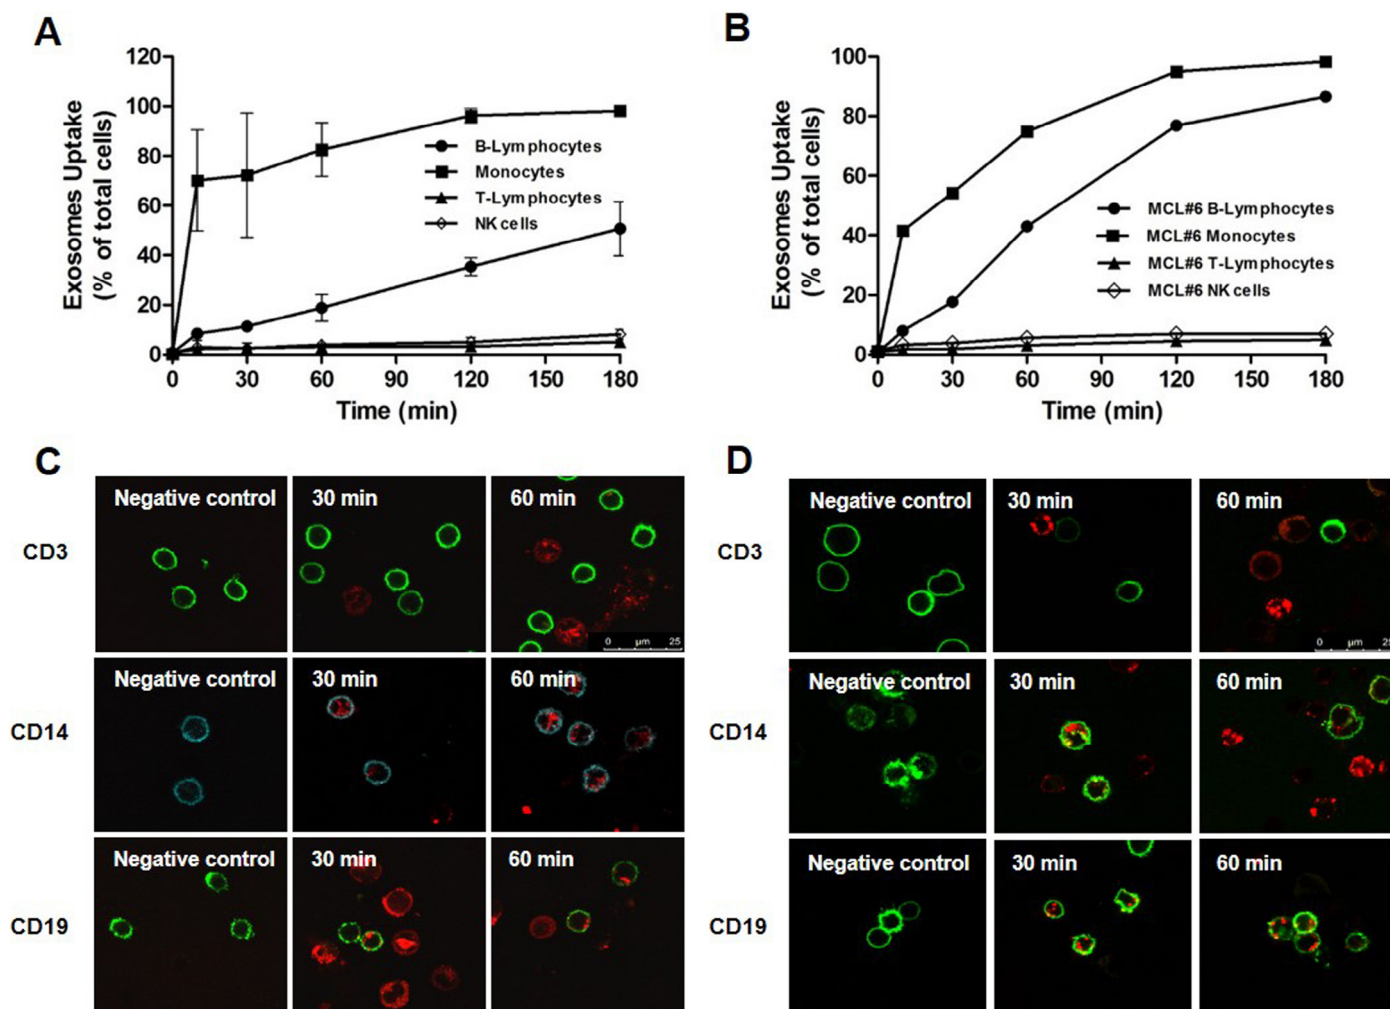 A
Exosomes Uptake
(% of total cells)
120
100
80
60
40
20
0
0 30 60 90 120 150 180
Time (min)
B-Lymphocytes
Monocytes
T-Lymphocytes
NK cells
B
Exosomes Uptake
(% of total cells)
100
80
60
40
20
0
0 30 60 90 120 150 180
Time (min)
MCL#6 B-Lymphocytes
MCL#6 Monocytes
MCL#6 T-Lymphocytes
MCL#6 NK cells
C
CD3
Negative control 30 min 60 min
0 µm 25
CD14
Negative control 30 min 60 min
CD19
Negative control 30 min 60 min
D
CD3
Negative control 30 min 60 min
0 µm 25
CD14
Negative control 30 min 60 min
CD19
Negative control 30 min 60 min